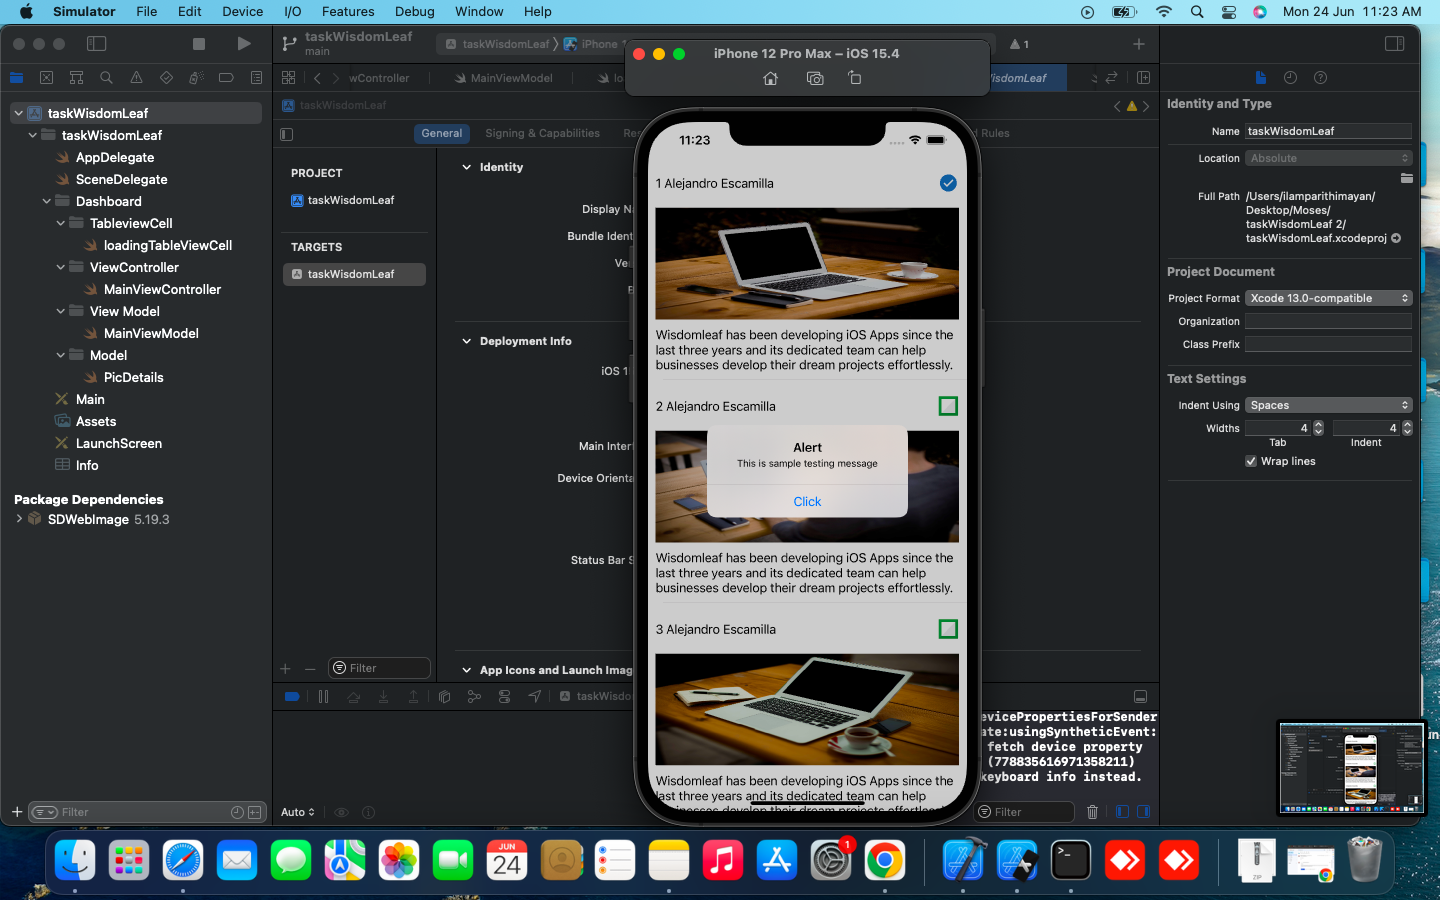 Simulator File Edit Device I/O Features Debug Window Help
Mon 24 Jun 11:23 AM
taskWisdomLeaf
main
taskWisdomLeaf
1
iPhone 12 Pro Max – iOS 15.4
wController
MainViewModel
taskWisdomLeaf
General
Signing & Capabilities
Rules
taskWisdomLeaf
taskWisdomLeaf
AppDelegate
SceneDelegate
Dashboard
TableviewCell
loadingTableViewCell
ViewController
MainViewController
View Model
MainViewModel
Model
PicDetails
Main
Assets
LaunchScreen
Info
Package Dependencies
SDWebImage 5.19.3
Filter
PROJECT
taskWisdomLeaf
TARGETS
taskWisdomLeaf
Filter
Identity
Display Na
Bundle Ident
Deployment Info
Main Interf
Device Orienta
Status Bar S
App Icons and Launch Imag
taskWisdo
Auto
11:23
1 Alejandro Escamilla
Wisdomleaf has been developing iOS Apps since the
last three years and its dedicated team can help
businesses develop their dream projects effortlessly.
2 Alejandro Escamilla
Alert
This is sample testing message
Click
Wisdomleaf has been developing iOS Apps since the
last three years and its dedicated team can help
businesses develop their dream projects effortlessly.
3 Alejandro Escamilla
Wisdomleaf has been developing iOS Apps since the
last three years and its dedicated team can help
evicePropertiesForSender
ate:usingSyntheticEvent:
fetch device property
(778835616971358211)
keyboard info instead.
Filter
Identity and Type
Name taskWisdomLeaf
Location Absolute
Full Path /Users/ilamparithimayan/
Desktop/Moses/
taskWisdomLeaf 2/
taskWisdomLeaf.xcodeproj
Project Document
Project Format Xcode 13.0-compatible
Organization
Class Prefix
Text Settings
Indent Using Spaces
Widths 4 4
Tab Indent
Wrap lines
JUN
24
1
ZIP